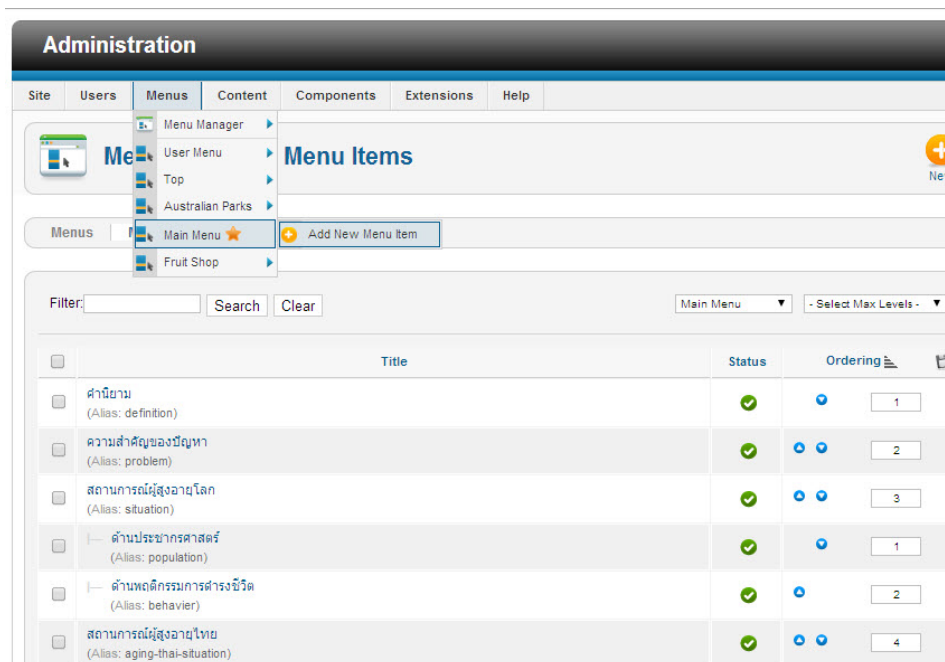 Administration
Site Users Menus Content Components Extensions Help
Menu Manager
User Menu
Menu Items
Top
Australian Parks
Menus
Main Menu
Add New Menu Item
Fruit Shop
Filter: Search Clear Main Menu - Select Max Levels -
Title Status Ordering
คำนิยาม
(Alias: definition) 1
ความสำคัญของปัญหา
(Alias: problem) 2
สถานการณ์ผู้สูงอายุโลก
(Alias: situation) 3
ด้านประชากรศาสตร์
(Alias: population) 1
ด้านพฤติกรรมการดำรงชีวิต
(Alias: behavier) 2
สถานการณ์ผู้สูงอายุไทย
(Alias: aging-thai-situation) 4